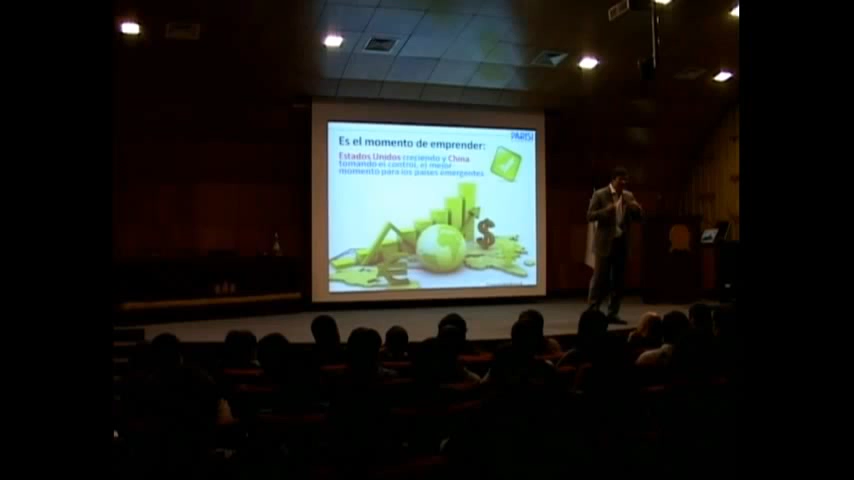 PARISI
Es el momento de emprender:
Estados Unidos creciendo y China
tomando el control, el mejor
momento para los países emergentes
$
€